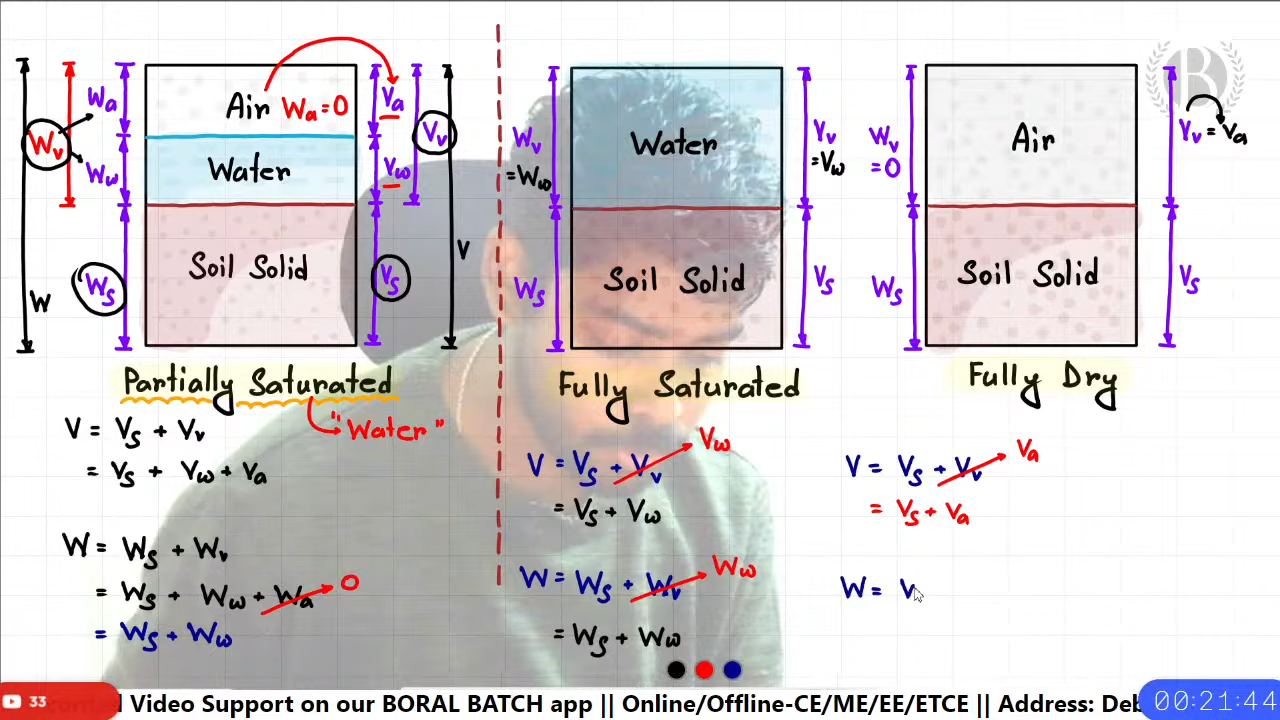 Air Wa=0
Water
Soil Solid
W
Wv
Wa
Ww
Ws
Va
Vw
Vs
Vv
V
Partially Saturated
"Water"
V = Vs + Vv
= Vs + Vw + Va
W = Ws + Wv
= Ws + Ww + Wa 0
= Ws + Ww
Water
Soil Solid
Wv
= Ww
Ws
Vv
= Vw
Vs
Fully Saturated
V = Vs + Vv Vw
= Vs + Vw
W = Ws + Wv Ww
= Ws + Ww
Air
Soil Solid
Wv
= 0
Ws
Vv = Va
Vs
Fully Dry
V = Vs + Vv Va
= Vs + Va
W =
B
33
Video Support on our BORAL BATCH app || Online/Offline-CE/ME/EE/ETCE || Address: Deb
00:21:44